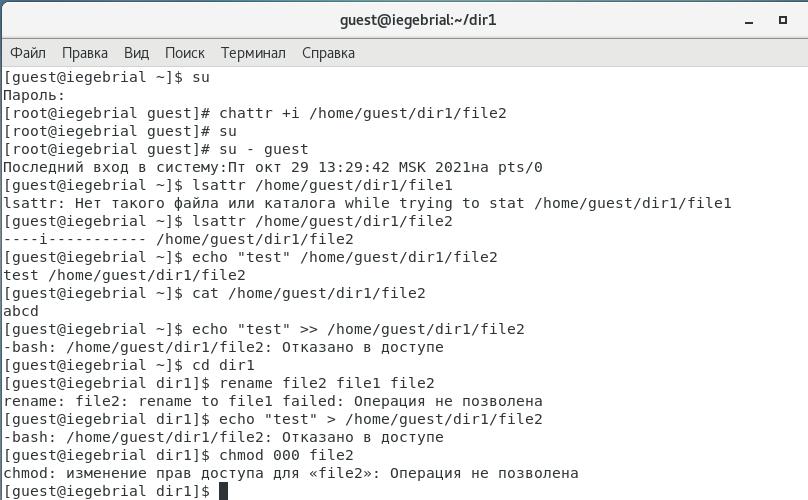 guest@iegebrial:~/dir1
Файл Правка Вид Поиск Терминал Справка
[guest@iegebrial ~]$ su
Пароль:
[root@iegebrial guest]# chattr +i /home/guest/dir1/file2
[root@iegebrial guest]# su
[root@iegebrial guest]# su - guest
Последний вход в систему:Пт окт 29 13:29:42 MSK 2021на pts/0
[guest@iegebrial ~]$ lsattr /home/guest/dir1/file1
lsattr: Нет такого файла или каталога while trying to stat /home/guest/dir1/file1
[guest@iegebrial ~]$ lsattr /home/guest/dir1/file2
----i----------- /home/guest/dir1/file2
[guest@iegebrial ~]$ echo "test" /home/guest/dir1/file2
test /home/guest/dir1/file2
[guest@iegebrial ~]$ cat /home/guest/dir1/file2
abcd
[guest@iegebrial ~]$ echo "test" >> /home/guest/dir1/file2
-bash: /home/guest/dir1/file2: Отказано в доступе
[guest@iegebrial ~]$ cd dir1
[guest@iegebrial dir1]$ rename file2 file1 file2
rename: file2: rename to file1 failed: Операция не позволена
[guest@iegebrial dir1]$ echo "test" > /home/guest/dir1/file2
-bash: /home/guest/dir1/file2: Отказано в доступе
[guest@iegebrial dir1]$ chmod 000 file2
chmod: изменение прав доступа для «file2»: Операция не позволена
[guest@iegebrial dir1]$